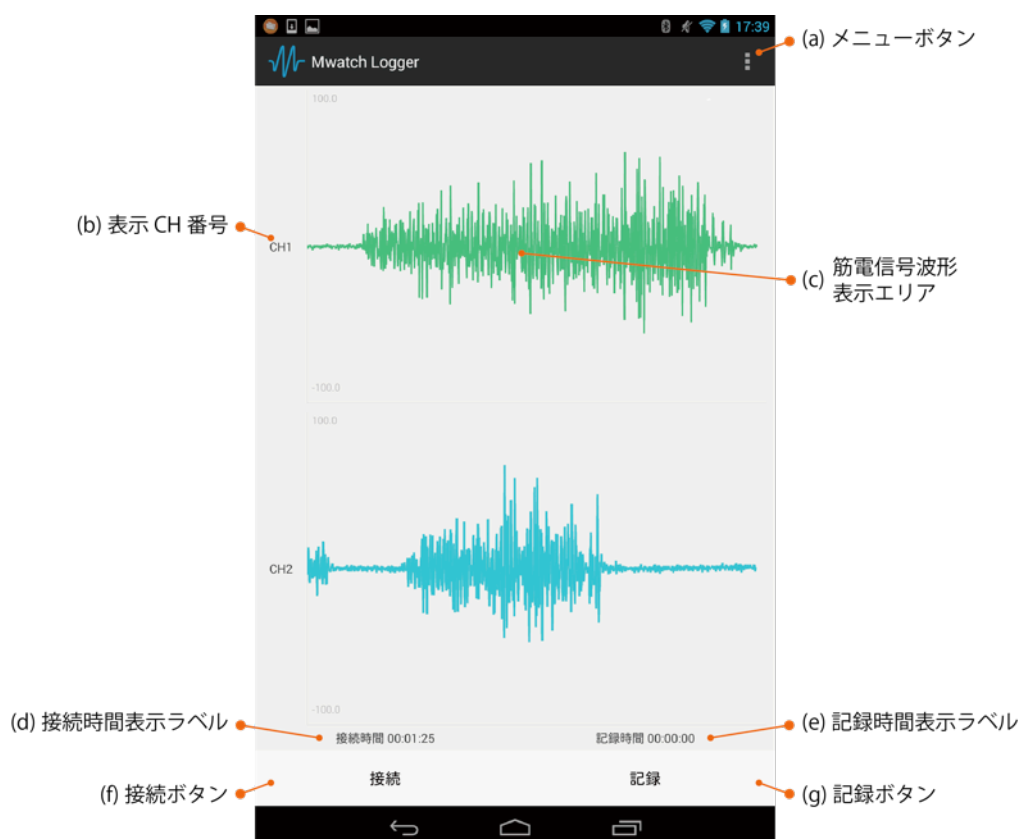 17:39
(a) メニューボタン
Mwatch Logger
100.0
(b) 表示 CH 番号
CH1
(c) 筋電信号波形
表示エリア
-100.0
100.0
CH2
-100.0
(d) 接続時間表示ラベル
接続時間 00:01:25
記録時間 00:00:00
(e) 記録時間表示ラベル
接続
記録
(f) 接続ボタン
(g) 記録ボタン